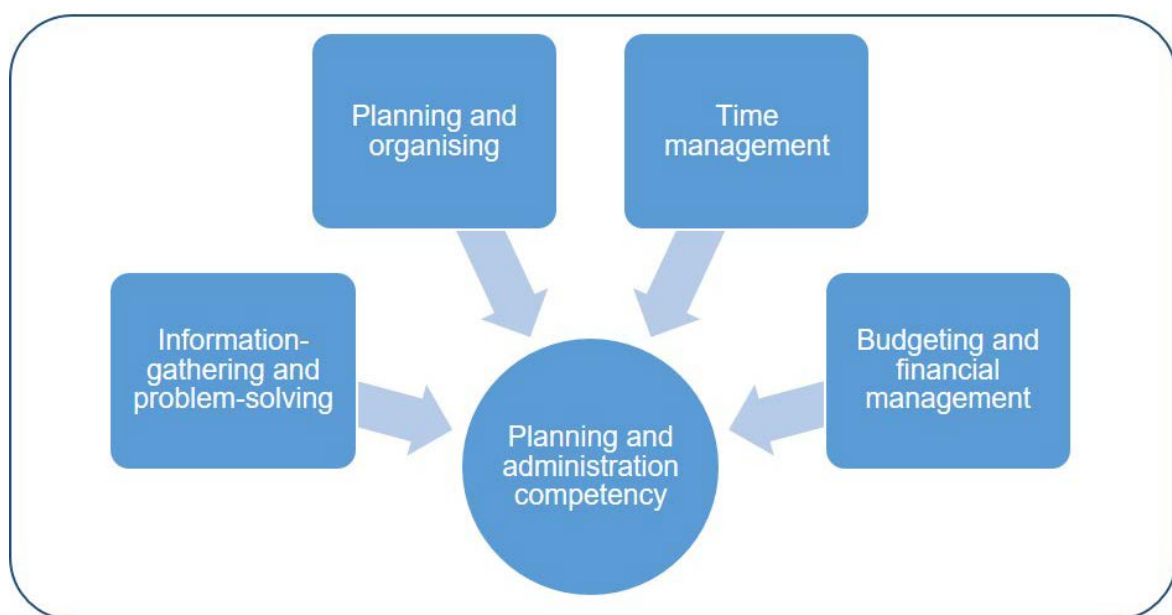 Planning and
organising
Time
management
Information-
gathering and
problem-solving
Budgeting and
financial
management
Planning and
administration
competency